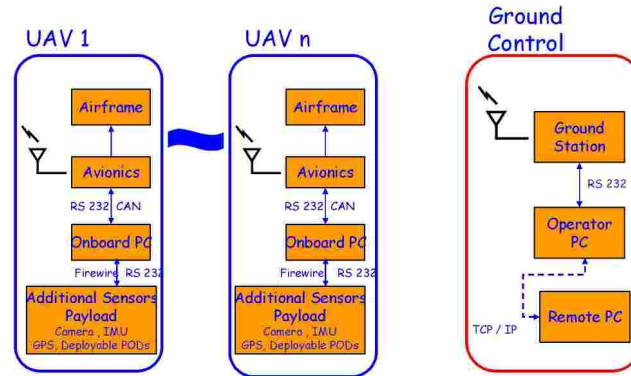 UAV 1
Airframe
Avionics
RS 232 CAN
Onboard PC
Firewire RS 232
Additional Sensors
Payload
Camera , IMU
GPS, Deployable PODs
UAV n
Airframe
Avionics
RS 232 CAN
Onboard PC
Firewire RS 232
Additional Sensors
Payload
Camera , IMU
GPS, Deployable PODs
Ground
Control
Ground
Station
RS 232
Operator
PC
TCP / IP
Remote PC